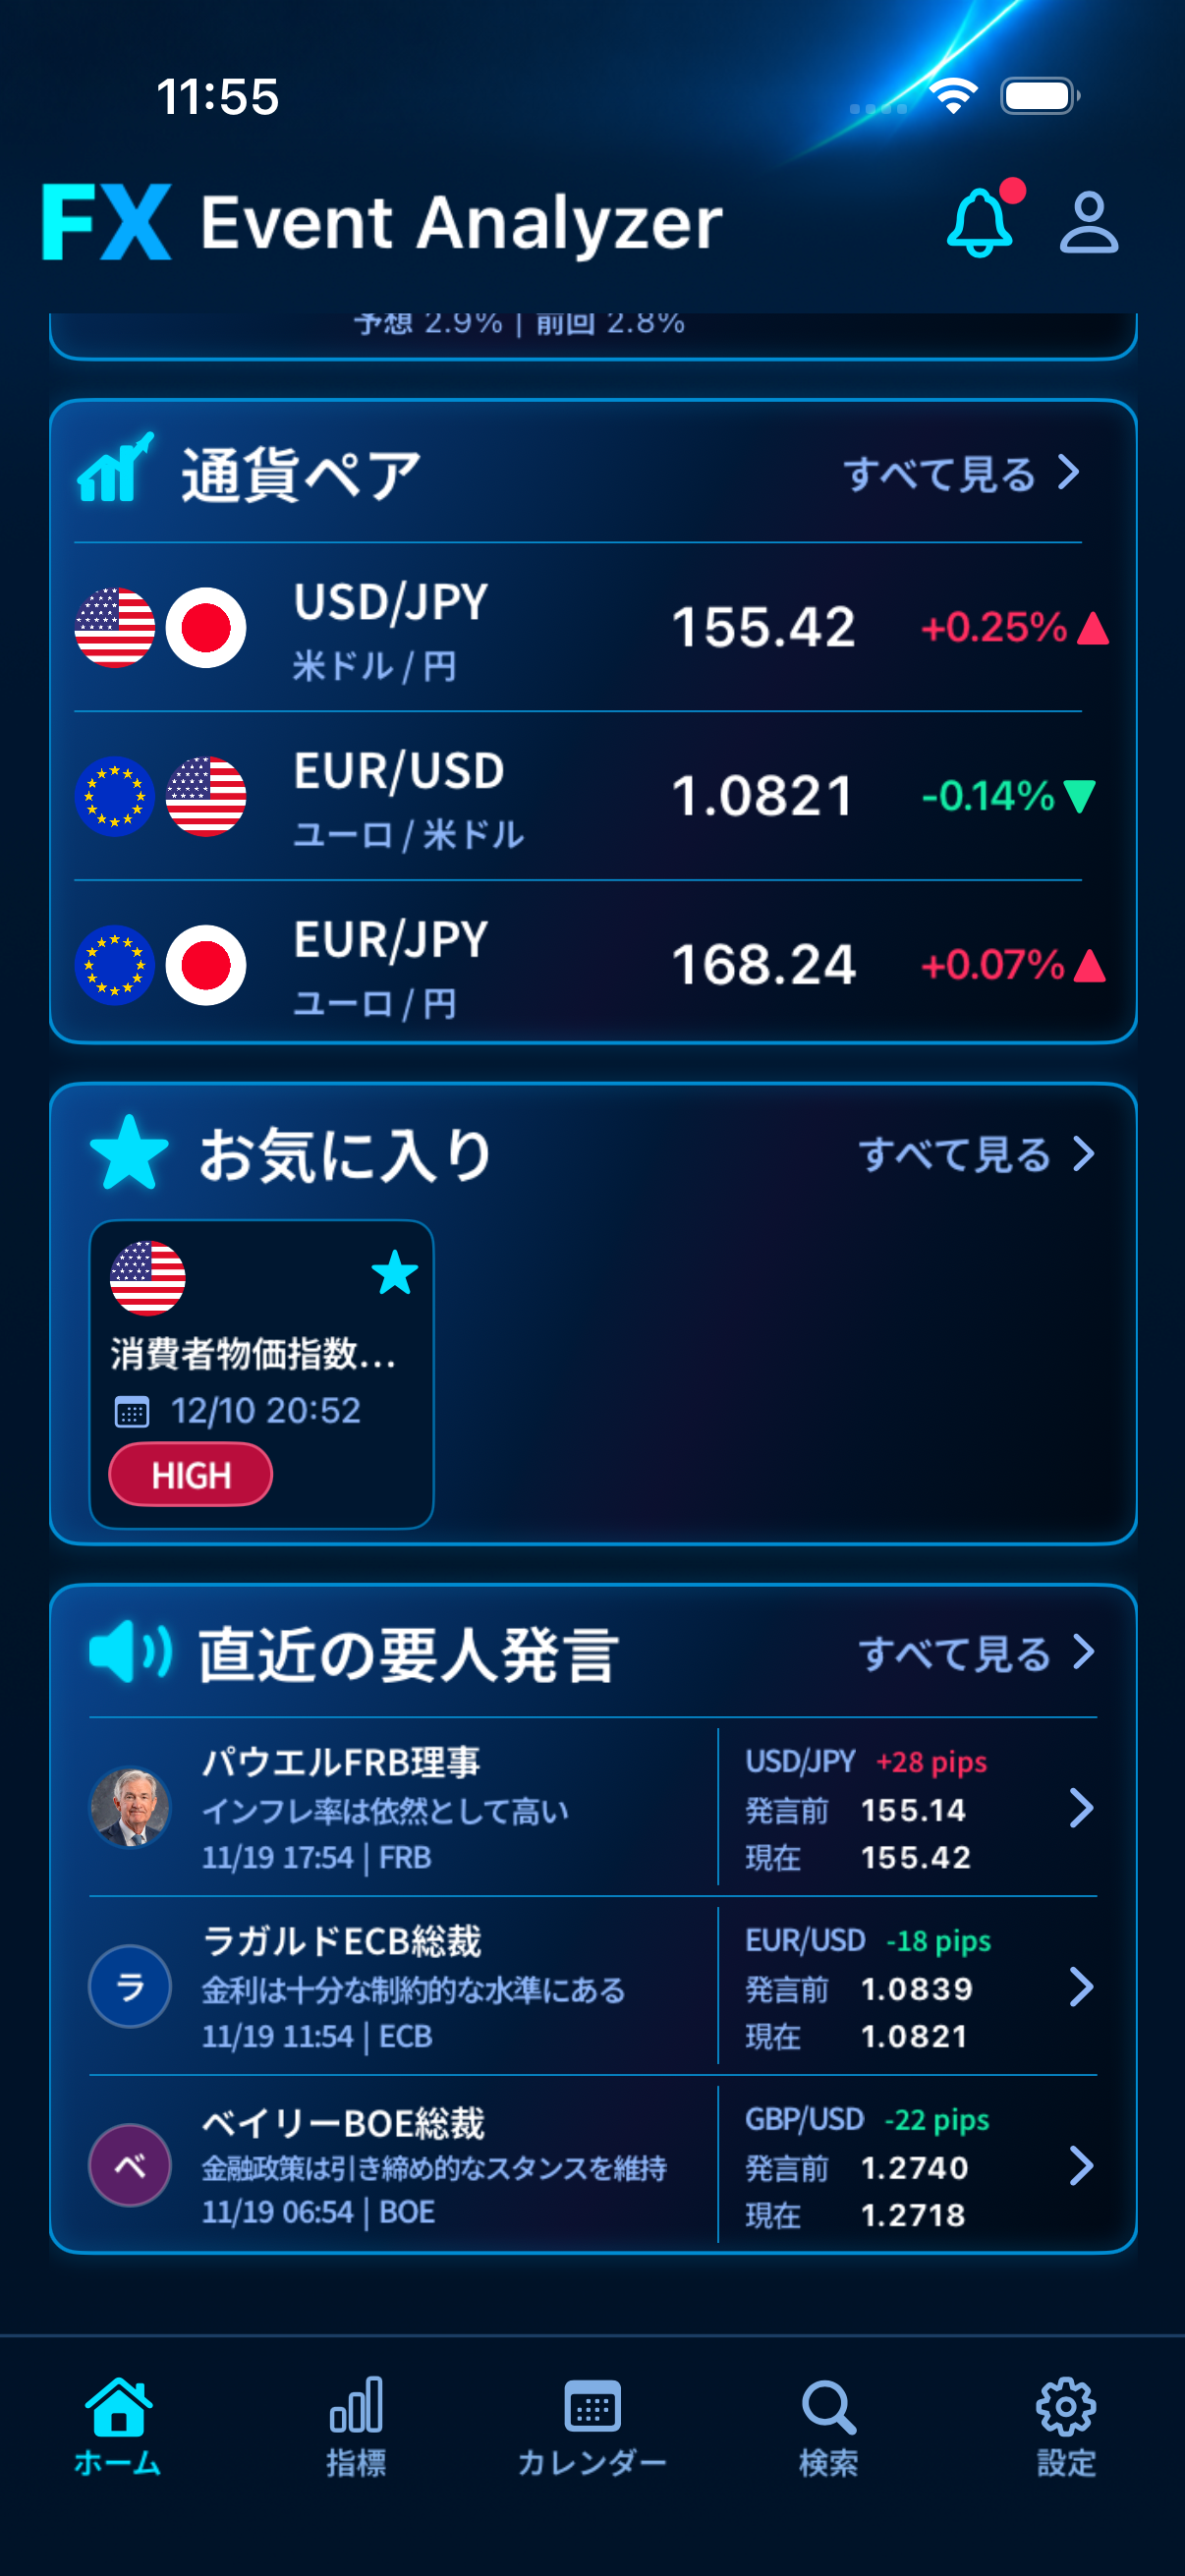 11:55
FX Event Analyzer
予想 2.9% | 前回 2.8%
通貨ペア
すべて見る
USD/JPY
米ドル / 円
155.42
+0.25%
EUR/USD
ユーロ / 米ドル
1.0821
-0.14%
EUR/JPY
ユーロ / 円
168.24
+0.07%
お気に入り
すべて見る
消費者物価指数...
12/10 20:52
HIGH
直近の要人発言
すべて見る
パウエルFRB理事
インフレ率は依然として高い
11/19 17:54 | FRB
USD/JPY +28 pips
発言前 155.14
現在 155.42
ラ
ラガルドECB総裁
金利は十分な制約的な水準にある
11/19 11:54 | ECB
EUR/USD -18 pips
発言前 1.0839
現在 1.0821
ベ
ベイリーBOE総裁
金融政策は引き締め的なスタンスを維持
11/19 06:54 | BOE
GBP/USD -22 pips
発言前 1.2740
現在 1.2718
ホーム
指標
カレンダー
検索
設定